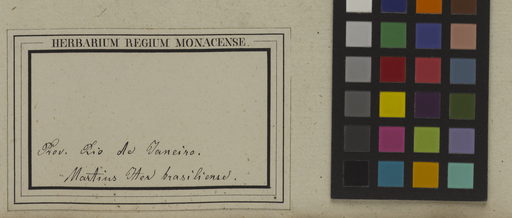 HERBARIUM REGIUM MONACENSE.
Prov. Rio de Janeiro.
Martius Iter brasiliense.